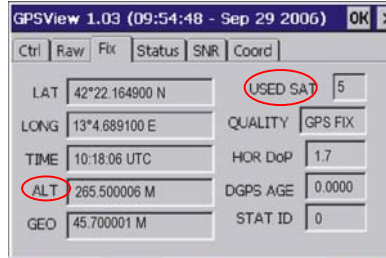 GPSView 1.03 (09:54:48 - Sep 29 2006) OK
Ctrl Raw Fix Status SNR Coord
LAT 42°22.164900 N USED SAT 5
LONG 13°4.689100 E QUALITY GPS FIX
TIME 10:18:06 UTC HOR DoP 1.7
ALT 265.500006 M DGPS AGE 0.0000
GEO 45.700001 M STAT ID 0